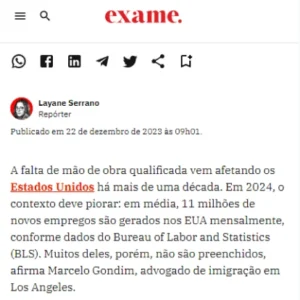 exame.
Layane Serrano
Repórter
Publicado em 22 de dezembro de 2023 às 09h01.
A falta de mão de obra qualificada vem afetando os
Estados Unidos há mais de uma década. Em 2024, o
contexto deve piorar: em média, 11 milhões de
novos empregos são gerados nos EUA mensalmente,
conforme dados do Bureau of Labor and Statistics
(BLS). Muitos deles, porém, não são preenchidos,
afirma Marcelo Gondim, advogado de imigração em
Los Angeles.